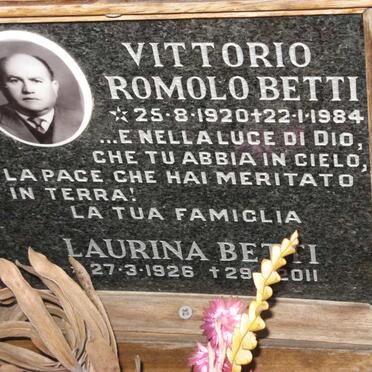 VITTORIO
ROMOLO BETTI
☆ 25-8-1920 ✝ 22-1-1984
...E NELLA LUCE DI DIO,
CHE TU ABBIA IN CIELO,
LA PACE CHE HAI MERITATO
IN TERRA!
LA TUA FAMIGLIA
LAURINA BETTI
27-3-1926 ✝ 29 2011